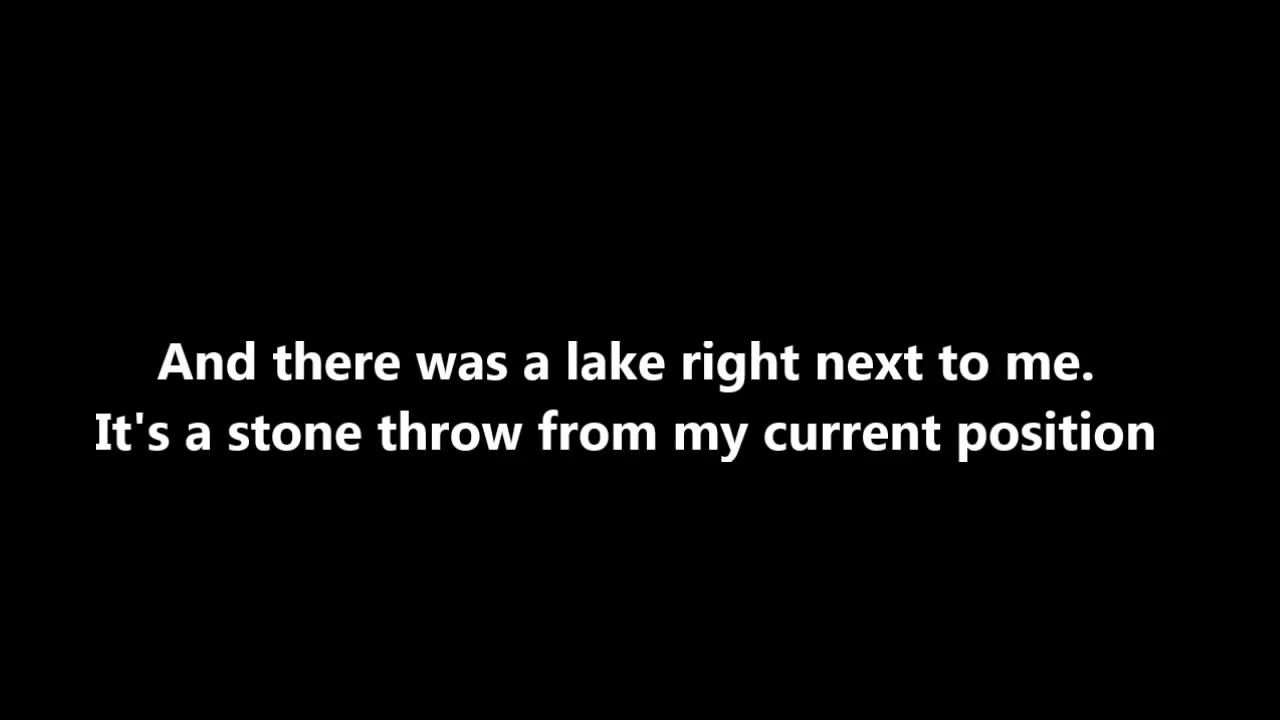 And there was a lake right next to me.
It's a stone throw from my current position